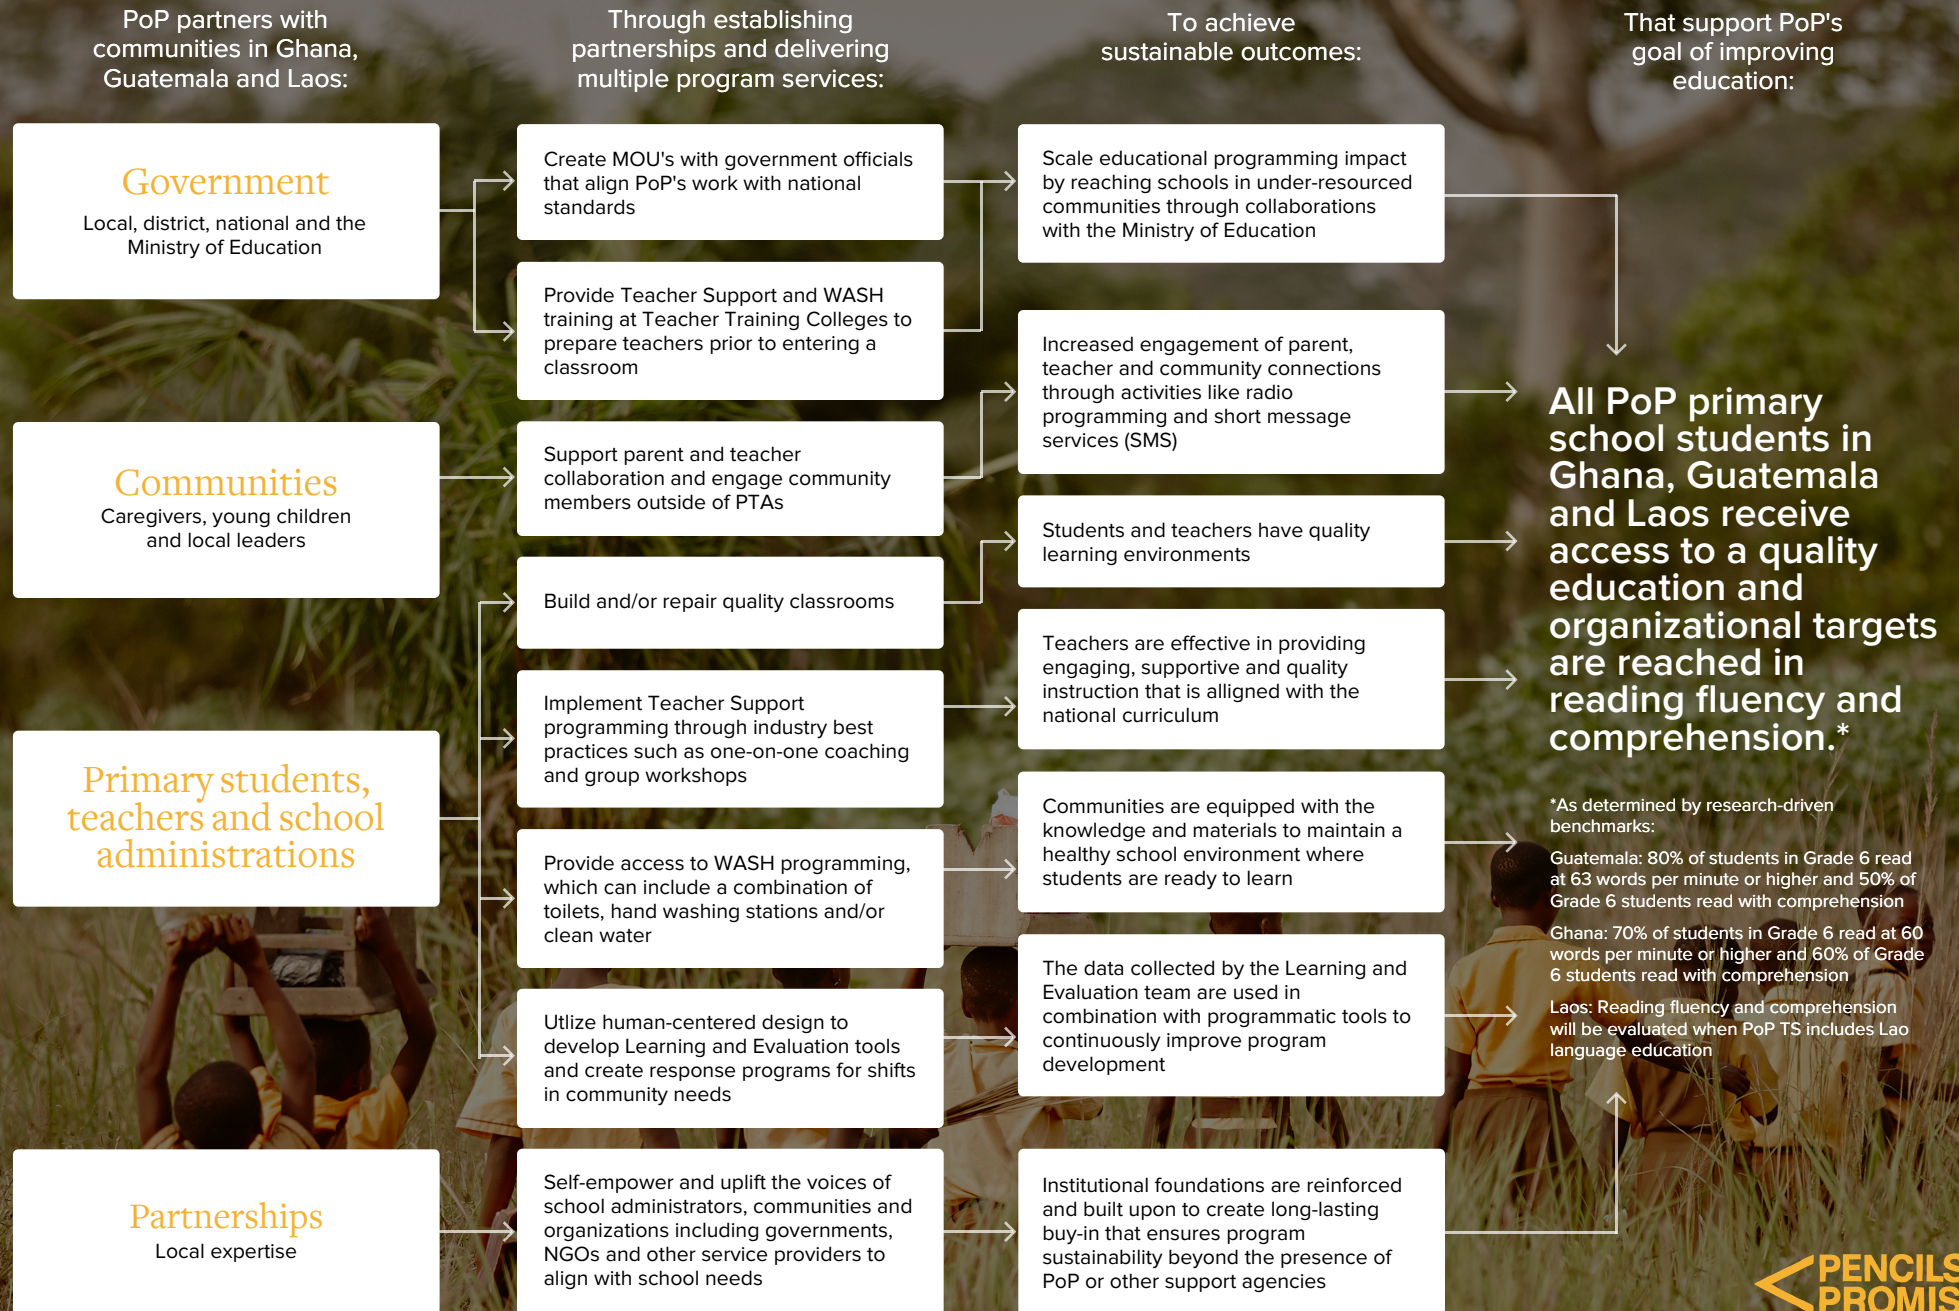 PoP partners with
communities in Ghana,
Guatemala and Laos:
Through establishing
partnerships and delivering
multiple program services:
To achieve
sustainable outcomes:
That support PoP's
goal of improving
education:
Government
Local, district, national and the
Ministry of Education
Communities
Caregivers, young children
and local leaders
Primary students,
teachers and school
administrations
Partnerships
Local expertise
Create MOU's with government officials
that align PoP's work with national
standards
Provide Teacher Support and WASH
training at Teacher Training Colleges to
prepare teachers prior to entering a
classroom
Support parent and teacher
collaboration and engage community
members outside of PTAs
Build and/or repair quality classrooms
Implement Teacher Support
programming through industry best
practices such as one-on-one coaching
and group workshops
Provide access to WASH programming,
which can include a combination of
toilets, hand washing stations and/or
clean water
Utlize human-centered design to
develop Learning and Evaluation tools
and create response programs for shifts
in community needs
Self-empower and uplift the voices of
school administrators, communities and
organizations including governments,
NGOs and other service providers to
align with school needs
Scale educational programming impact
by reaching schools in under-resourced
communities through collaborations
with the Ministry of Education
Increased engagement of parent,
teacher and community connections
through activities like radio
programming and short message
services (SMS)
Students and teachers have quality
learning environments
Teachers are effective in providing
engaging, supportive and quality
instruction that is alligned with the
national curriculum
Communities are equipped with the
knowledge and materials to maintain a
healthy school environment where
students are ready to learn
The data collected by the Learning and
Evaluation team are used in
combination with programmatic tools to
continuously improve program
development
Institutional foundations are reinforced
and built upon to create long-lasting
buy-in that ensures program
sustainability beyond the presence of
PoP or other support agencies
All PoP primary
school students in
Ghana, Guatemala
and Laos receive
access to a quality
education and
organizational targets
are reached in
reading fluency and
comprehension.*
*As determined by research-driven
benchmarks:
Guatemala: 80% of students in Grade 6 read
at 63 words per minute or higher and 50% of
Grade 6 students read with comprehension
Ghana: 70% of students in Grade 6 read at 60
words per minute or higher and 60% of Grade
6 students read with comprehension
Laos: Reading fluency and comprehension
will be evaluated when PoP TS includes Lao
language education
PENCILS
PROMIS